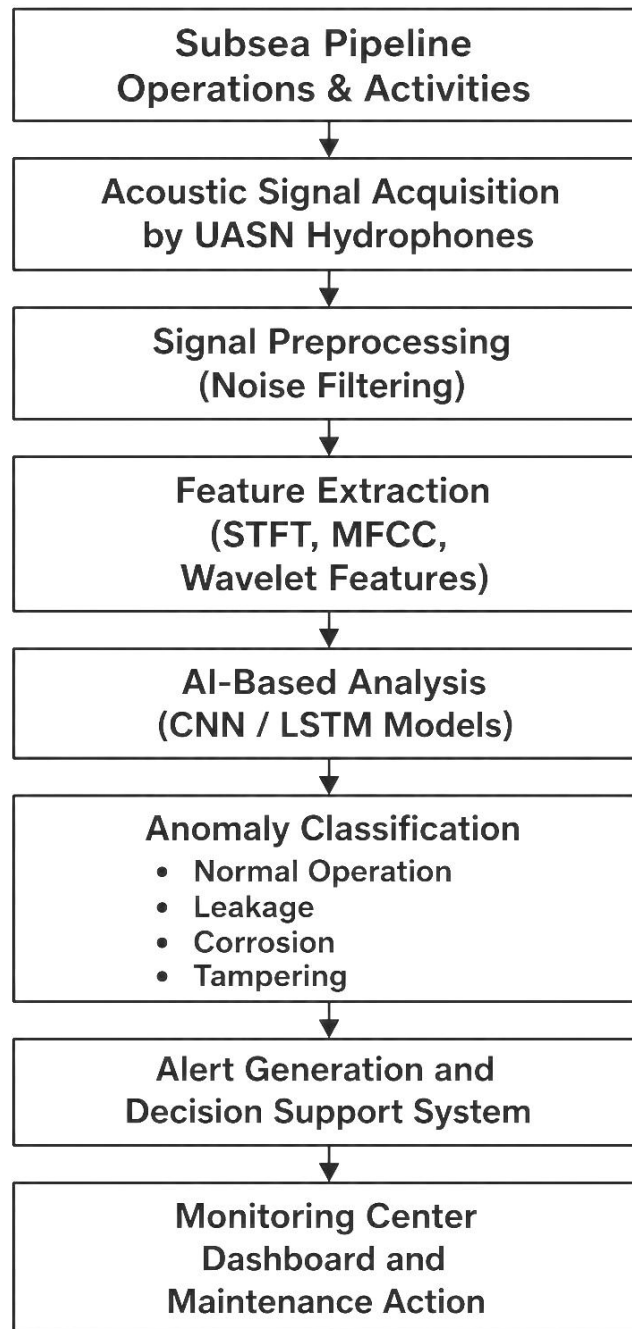 Subsea Pipeline
Operations & Activities
Acoustic Signal Acquisition
by UASN Hydrophones
Signal Preprocessing
(Noise Filtering)
Feature Extraction
(STFT, MFCC,
Wavelet Features)
AI-Based Analysis
(CNN / LSTM Models)
Anomaly Classification
• Normal Operation
• Leakage
• Corrosion
• Tampering
Alert Generation and
Decision Support System
Monitoring Center
Dashboard and
Maintenance Action